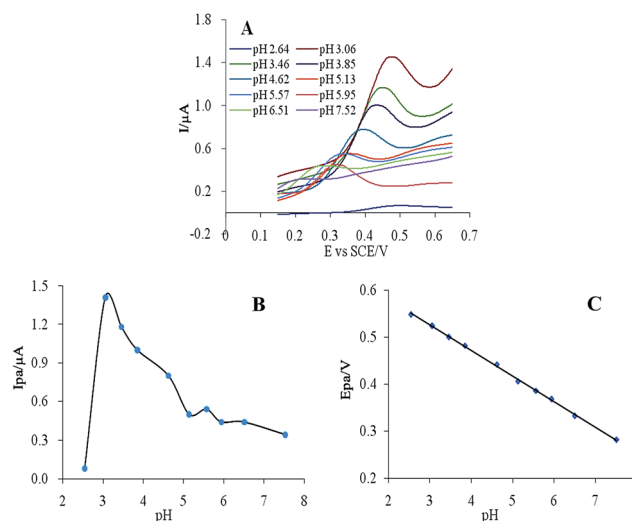 A
1.8
1.4
1.0
0.6
0.2
-0.2
I/µA
pH 2.64 pH 3.06
pH 3.46 pH 3.85
pH 4.62 pH 5.13
pH 5.57 pH 5.95
pH 6.51 pH 7.52
0 0.1 0.2 0.3 0.4 0.5 0.6 0.7
E vs SCE/V
B
1.5
1.2
0.9
0.6
0.3
0.0
Ipa/µA
2 3 4 5 6 7 8
pH
C
0.6
0.5
0.4
0.3
0.2
Epa/V
2 3 4 5 6 7
pH